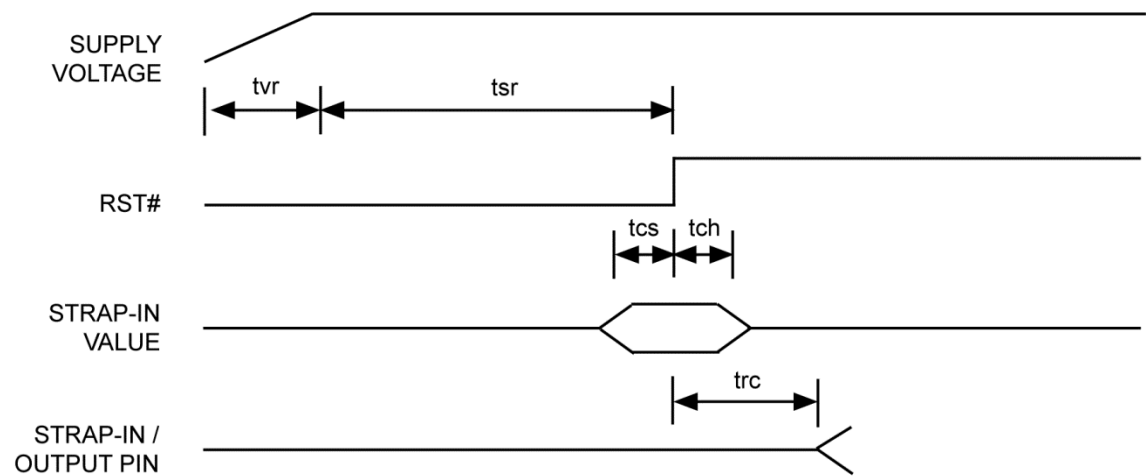 SUPPLY
VOLTAGE
tvr
tsr
RST#
tcs
tch
STRAP-IN
VALUE
trc
STRAP-IN /
OUTPUT PIN